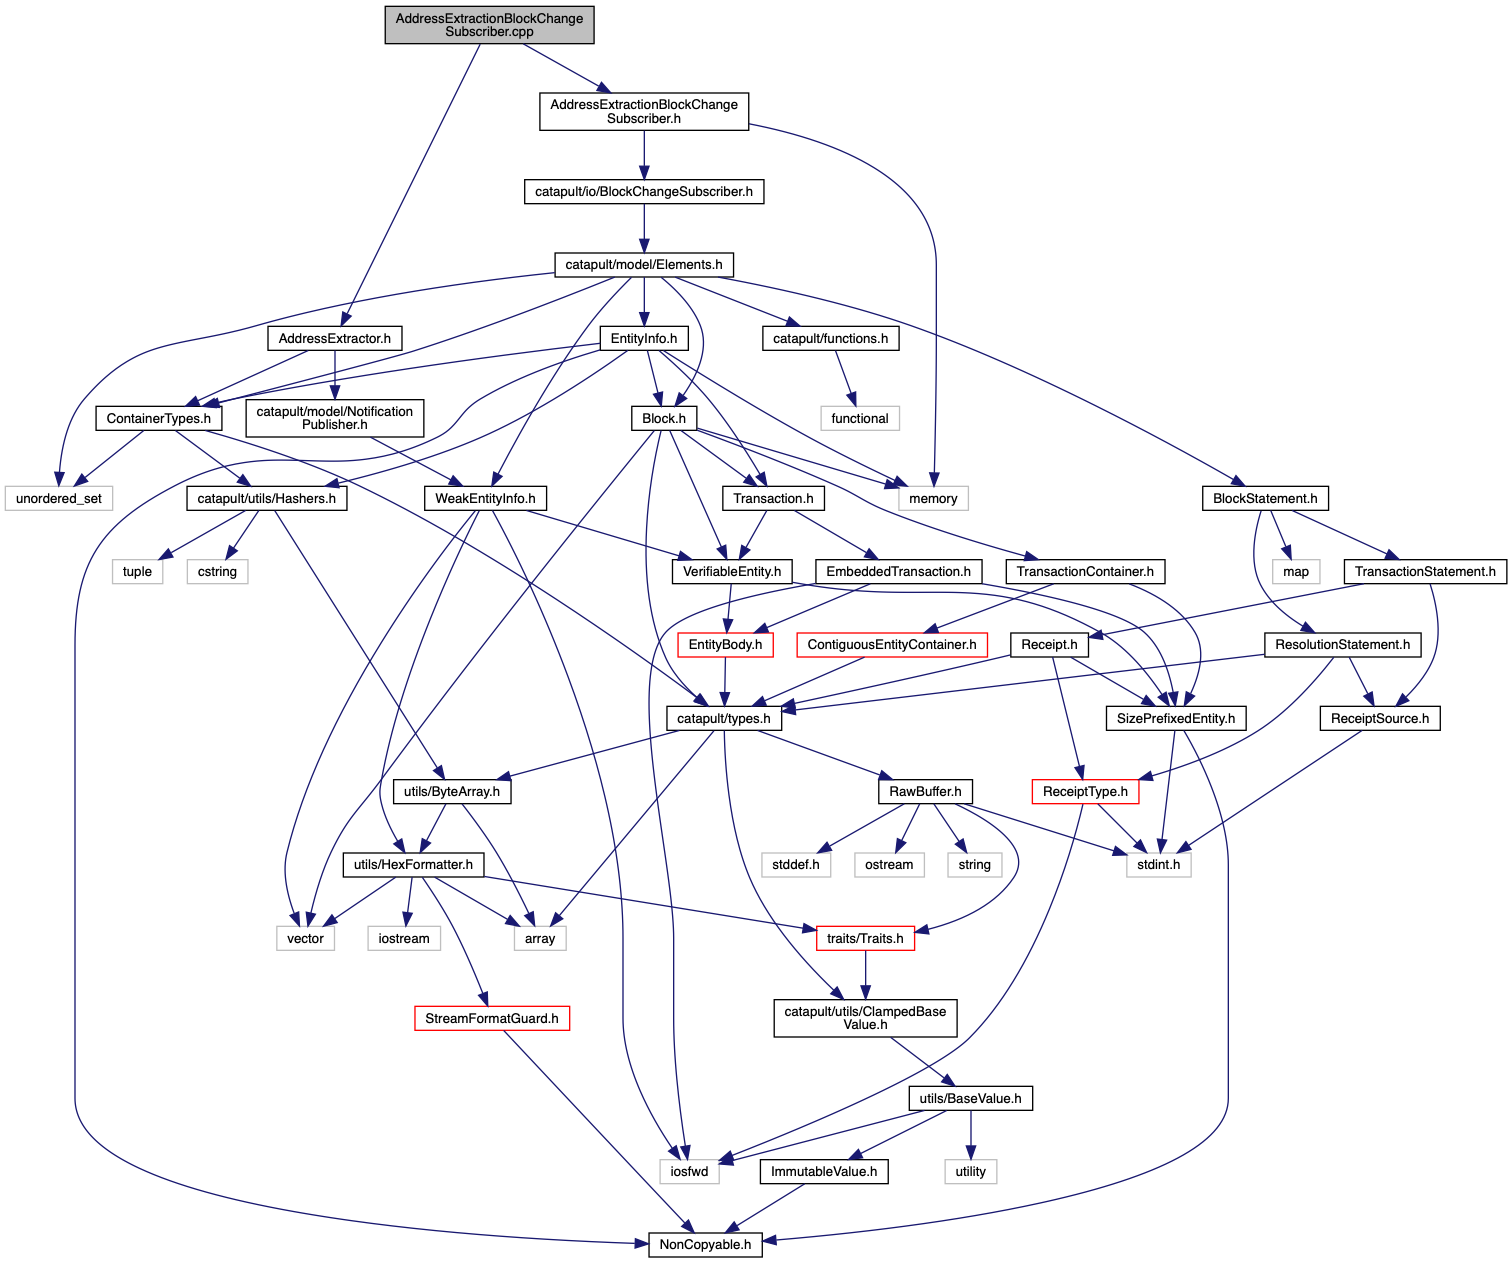 AddressExtractionBlockChange
Subscriber.cpp
AddressExtractionBlockChange
Subscriber.h
catapult/io/BlockChangeSubscriber.h
catapult/model/Elements.h
AddressExtractor.h
EntityInfo.h
catapult/functions.h
ContainerTypes.h
catapult/model/Notification
Publisher.h
Block.h
functional
unordered_set
catapult/utils/Hashers.h
WeakEntityInfo.h
Transaction.h
memory
BlockStatement.h
tuple
cstring
VerifiableEntity.h
EmbeddedTransaction.h
TransactionContainer.h
map
TransactionStatement.h
EntityBody.h
ContiguousEntityContainer.h
Receipt.h
ResolutionStatement.h
catapult/types.h
SizePrefixedEntity.h
ReceiptSource.h
utils/ByteArray.h
RawBuffer.h
ReceiptType.h
utils/HexFormatter.h
stddef.h
ostream
string
stdint.h
vector
iostream
array
traits/Traits.h
StreamFormatGuard.h
catapult/utils/ClampedBase
Value.h
utils/BaseValue.h
iosfwd
ImmutableValue.h
utility
NonCopyable.h